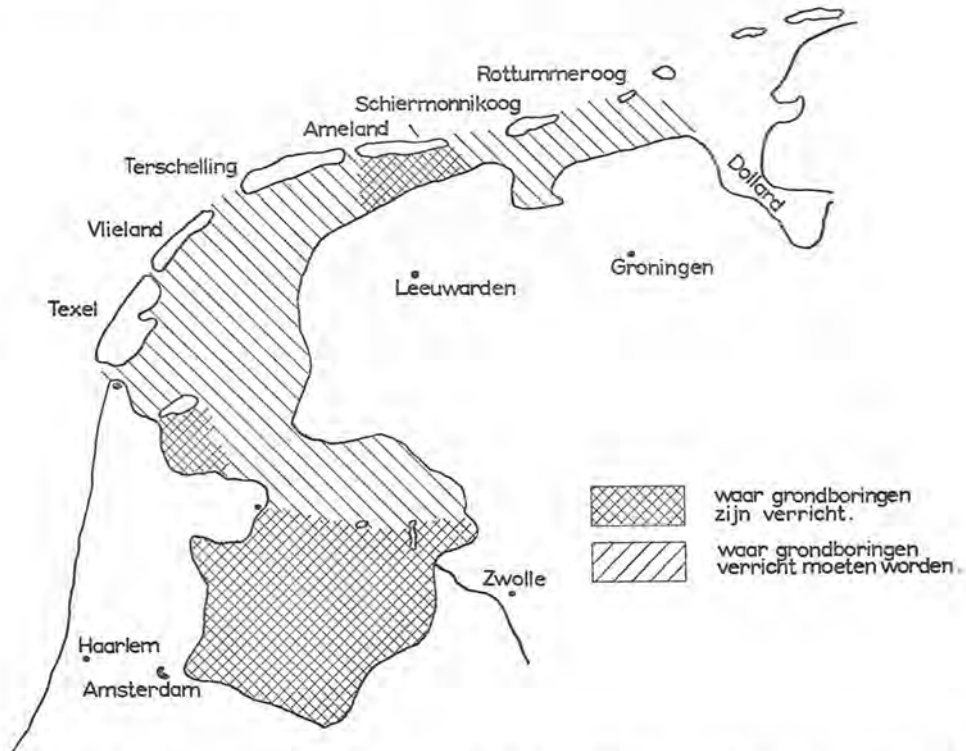 Rottummeroog
Schiermonnikoog
Ameland
Terschelling
Vlieland
Texel
Dollard
Groningen
Leeuwarden
waar grondboringen
zijn verricht.
waar grondboringen
verricht moeten worden.
Zwolle
Haarlem
Amsterdam